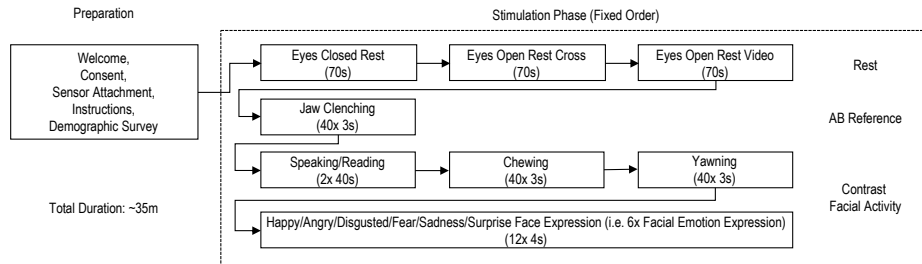 Preparation
Stimulation Phase (Fixed Order)
Welcome,
Consent,
Sensor Attachment,
Instructions,
Demographic Survey
Eyes Closed Rest
(70s)
Eyes Open Rest Cross
(70s)
Eyes Open Rest Video
(70s)
Rest
Jaw Clenching
(40x 3s)
AB Reference
Speaking/Reading
(2x 40s)
Chewing
(40x 3s)
Yawning
(40x 3s)
Contrast
Facial Activity
Total Duration: ~35m
Happy/Angry/Disgusted/Fear/Sadness/Surprise Face Expression (i.e. 6x Facial Emotion Expression)
(12x 4s)